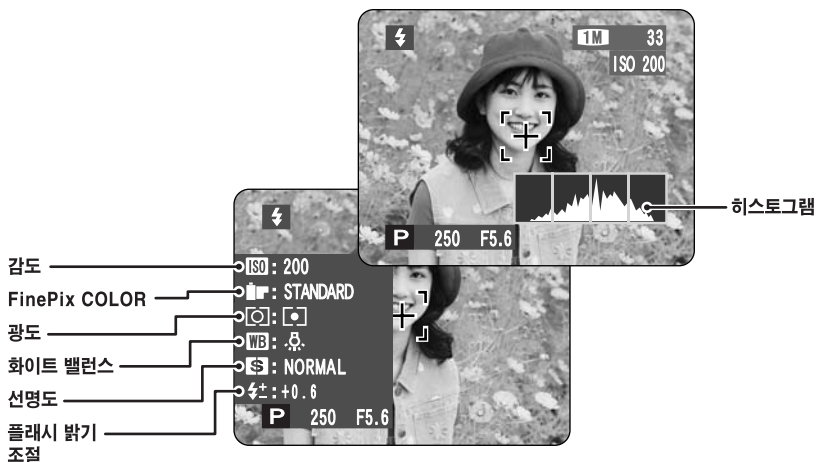 1M 33
ISO 200
히스토그램
P 250 F5.6
감도
ISO : 200
FinePix COLOR
: STANDARD
광도
:
화이트 밸런스
WB :
선명도
S : NORMAL
플래시 밝기
조절
± : +0.6
P 250 F5.6